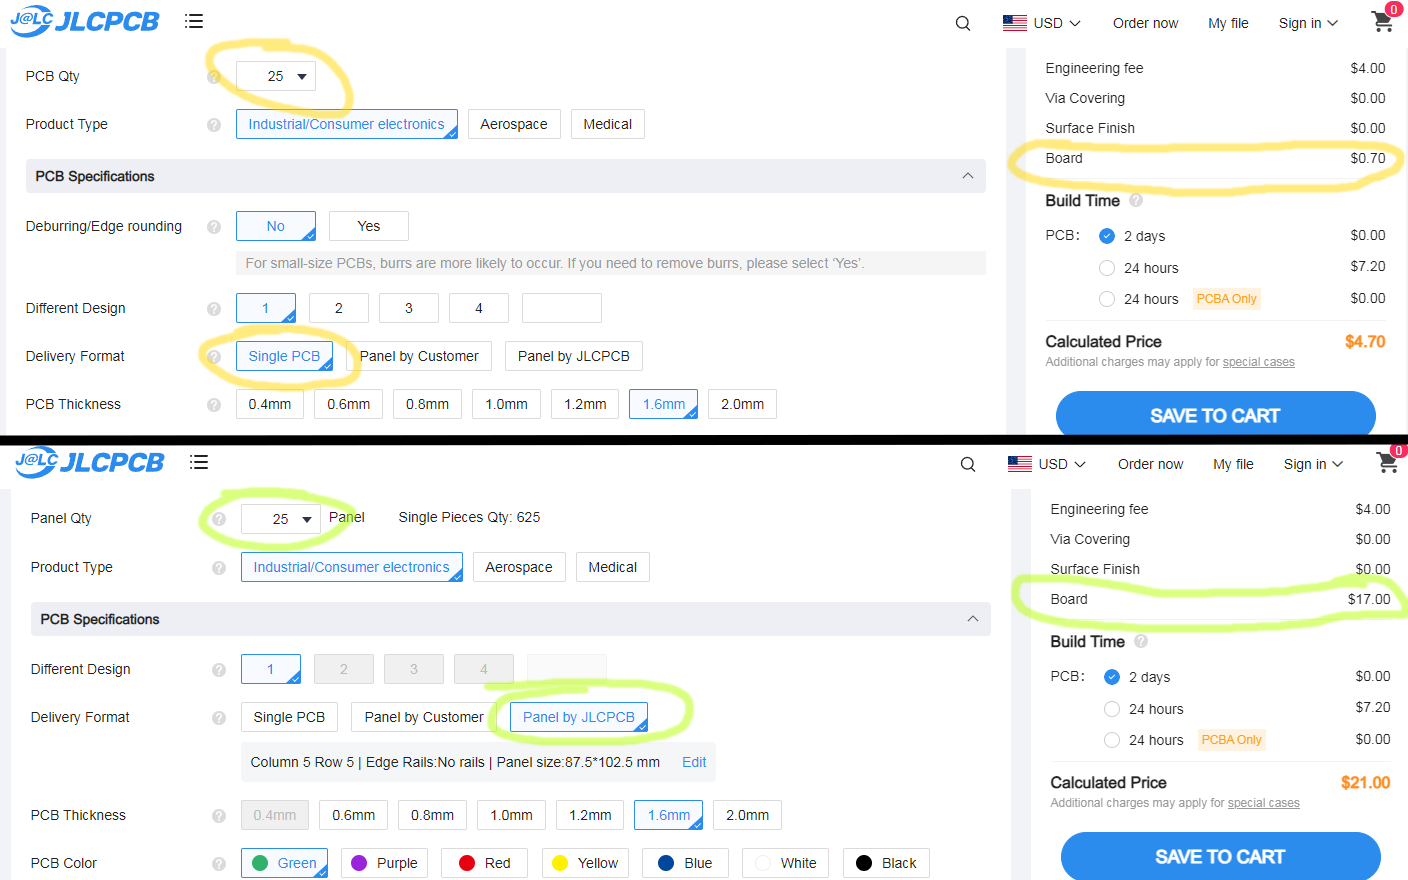 J@LC JLCPCB USD Order now My file Sign in 0
PCB Qty ? 25
Product Type ? Industrial/Consumer electronics Aerospace Medical
PCB Specifications
Deburring/Edge rounding ? No Yes
For small-size PCBs, burrs are more likely to occur. If you need to remove burrs, please select ‘Yes’.
Different Design ? 1 2 3 4
Delivery Format ? Single PCB Panel by Customer Panel by JLCPCB
PCB Thickness ? 0.4mm 0.6mm 0.8mm 1.0mm 1.2mm 1.6mm 2.0mm
Engineering fee $4.00
Via Covering $0.00
Surface Finish $0.00
Board $0.70
Build Time ?
PCB: 2 days $0.00
24 hours $7.20
24 hours PCBA Only $0.00
Calculated Price $4.70
Additional charges may apply for special cases
SAVE TO CART
J@LC JLCPCB USD Order now My file Sign in 0
Panel Qty ? 25 Panel Single Pieces Qty: 625
Product Type ? Industrial/Consumer electronics Aerospace Medical
PCB Specifications
Different Design ? 1 2 3 4
Delivery Format ? Single PCB Panel by Customer Panel by JLCPCB
Column 5 Row 5 | Edge Rails:No rails | Panel size:87.5*102.5 mm Edit
PCB Thickness ? 0.4mm 0.6mm 0.8mm 1.0mm 1.2mm 1.6mm 2.0mm
PCB Color ? Green Purple Red Yellow Blue White Black
Engineering fee $4.00
Via Covering $0.00
Surface Finish $0.00
Board $17.00
Build Time ?
PCB: 2 days $0.00
24 hours $7.20
24 hours PCBA Only $0.00
Calculated Price $21.00
Additional charges may apply for special cases
SAVE TO CART